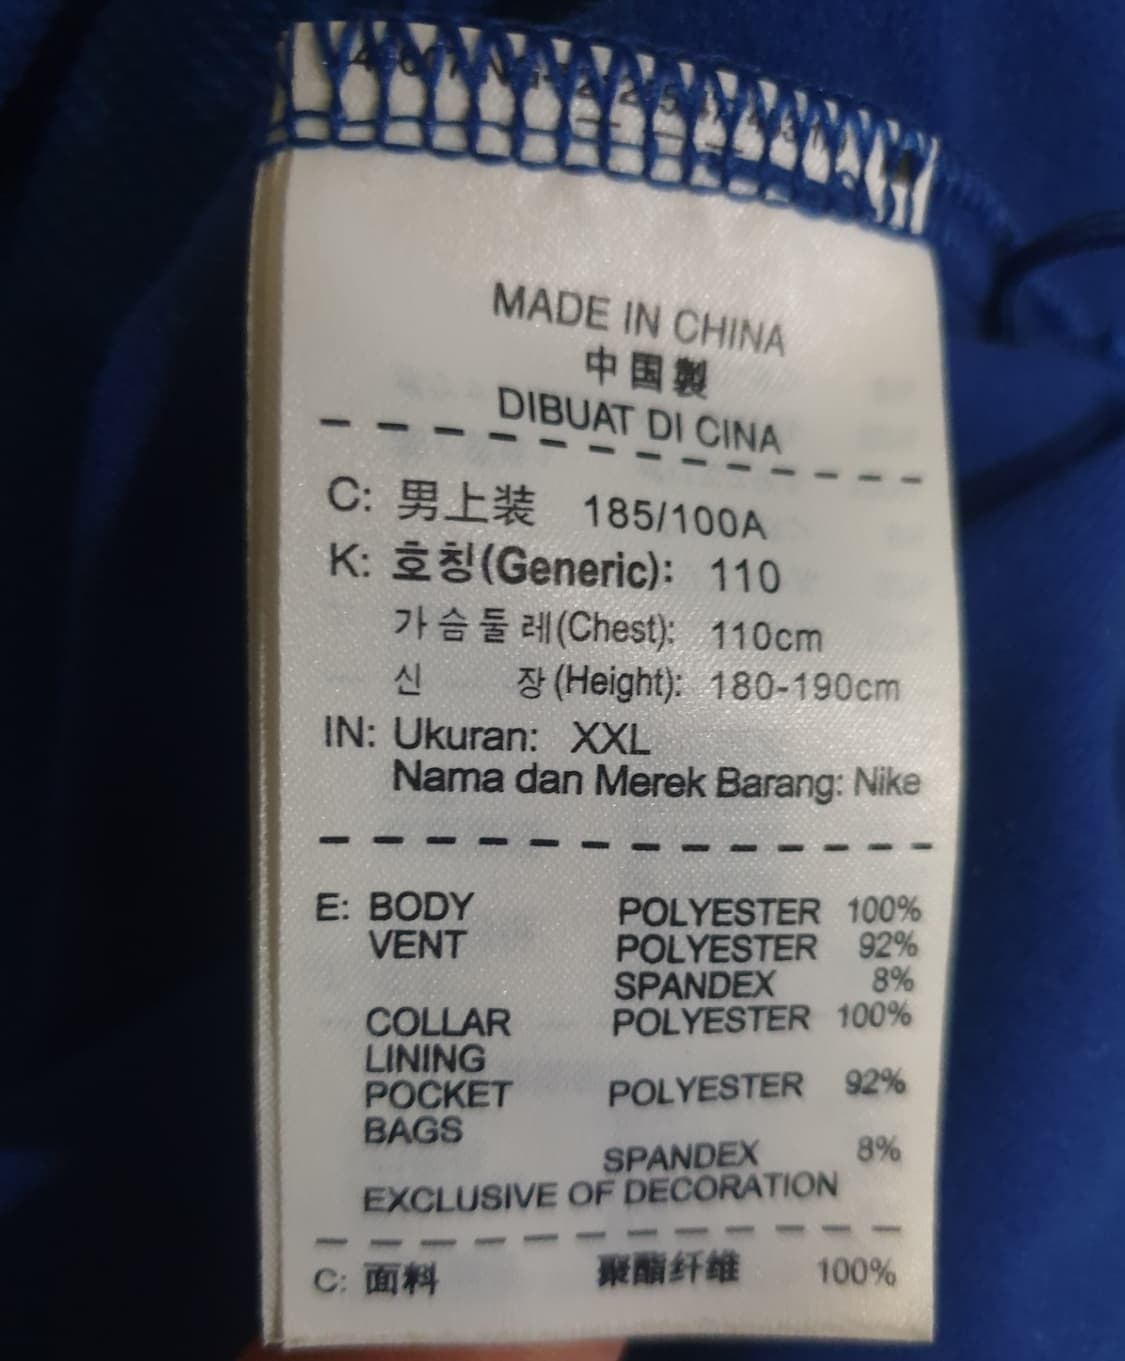 MADE IN CHINA
中国製
DIBUAT DI CINA
C: 男上装 185/100A
K: 호칭(Generic): 110
가슴둘레(Chest): 110cm
신 장(Height): 180-190cm
IN: Ukuran: XXL
Nama dan Merek Barang: Nike
E: BODY POLYESTER 100%
VENT POLYESTER 92%
SPANDEX 8%
COLLAR POLYESTER 100%
LINING
POCKET POLYESTER 92%
BAGS
SPANDEX 8%
EXCLUSIVE OF DECORATION
C: 面料 聚酯纤维 100%